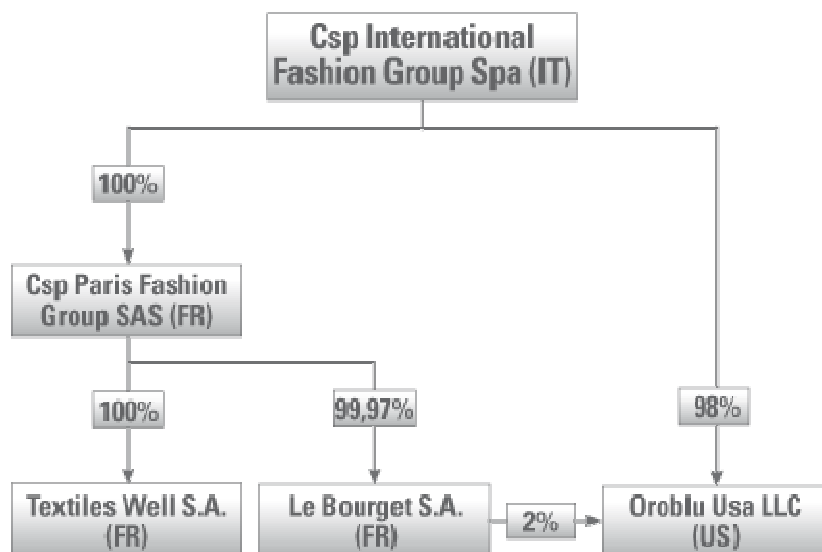 Csp International
Fashion Group Spa (IT)
100%
Csp Paris Fashion
Group SAS (FR)
100%
99,97%
98%
Textiles Well S.A.
(FR)
Le Bourget S.A.
(FR)
2%
Oroblu Usa LLC
(US)